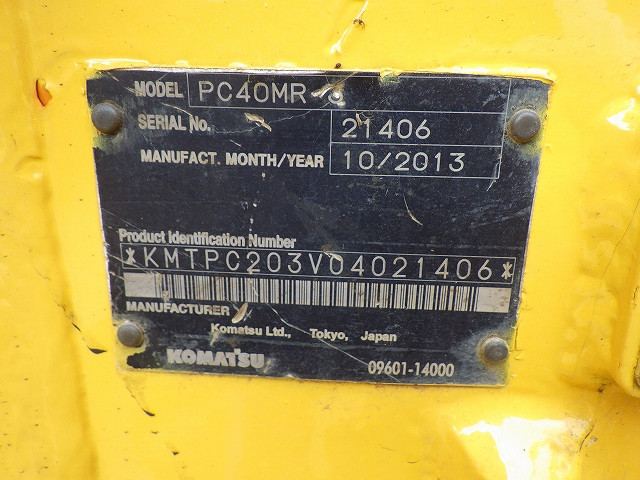 MODEL PC40MR
SERIAL No. 21406
MANUFACT. MONTH/YEAR 10/2013
Product Identification Number
*KMTPC203V04021406*
MANUFACTURER
Komatsu Ltd., Tokyo, Japan
KOMATSU 09601-14000